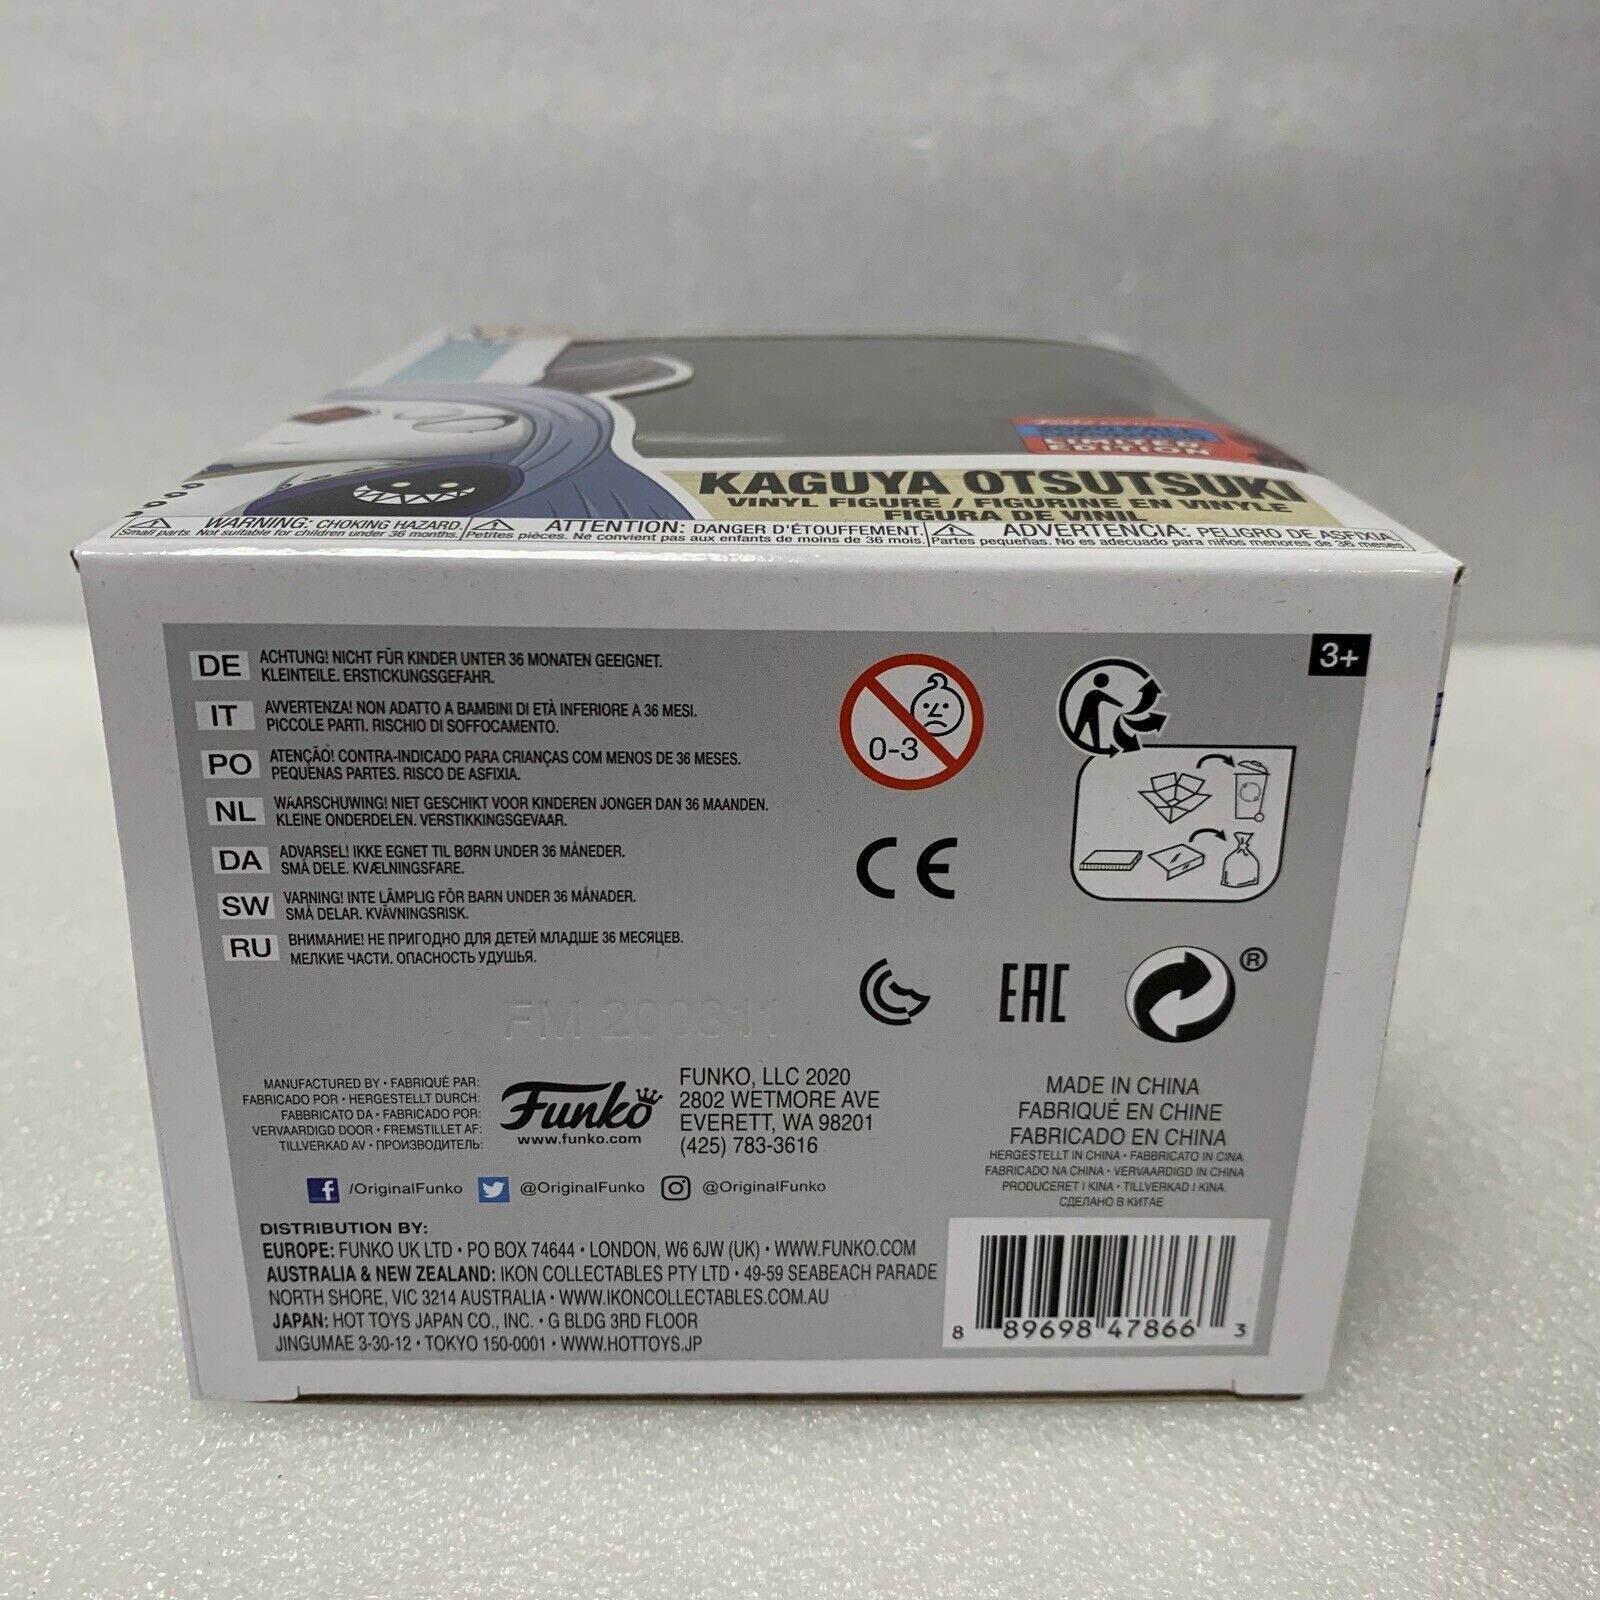 LIMITED
EDITION
KAGUYA OTSUTSUKI
VINYL FIGURE / FIGURINE EN VINYLE
FIGURA DE VINIL
WARNING: CHOKING HAZARD.
Small parts. Not suitable for children under 36 months.
ATTENTION: DANGER D'ÉTOUFFEMENT.
Petites pièces. Ne convient pas aux enfants de moins de 36 mois.
ADVERTENCIA: PELIGRO DE ASFIXIA.
Partes pequeñas. No es adecuado para niños menores de 36 meses.
3+
DE ACHTUNG! NICHT FÜR KINDER UNTER 36 MONATEN GEEIGNET.
KLEINTEILE. ERSTICKUNGSGEFAHR.
IT AVVERTENZA! NON ADATTO A BAMBINI DI ETÀ INFERIORE A 36 MESI.
PICCOLE PARTI. RISCHIO DI SOFFOCAMENTO.
PO ATENÇÃO! CONTRA-INDICADO PARA CRIANÇAS COM MENOS DE 36 MESES.
PEQUENAS PARTES. RISCO DE ASFIXIA.
NL WAARSCHUWING! NIET GESCHIKT VOOR KINDEREN JONGER DAN 36 MAANDEN.
KLEINE ONDERDELEN. VERSTIKKINGSGEVAAR.
DA ADVARSEL! IKKE EGNET TIL BØRN UNDER 36 MÅNEDER.
SMÅ DELE. KVÆLNINGSFARE.
SW VARNING! INTE LÄMPLIG FÖR BARN UNDER 36 MÅNADER.
SMÅ DELAR. KVÄVNINGSRISK.
RU ВНИМАНИЕ! НЕ ПРИГОДНО ДЛЯ ДЕТЕЙ МЛАДШЕ 36 МЕСЯЦЕВ.
МЕЛКИЕ ЧАСТИ. ОПАСНОСТЬ УДУШЬЯ.
0-3
CE
EAC
®
FM 200311
MANUFACTURED BY • FABRIQUÉ PAR:
FABRICADO POR • HERGESTELLT DURCH:
FABBRICATO DA • FABRICADO POR:
VERVAARDIGD DOOR • FREMSTILLET AF:
TILLVERKAD AV • ПРОИЗВОДИТЕЛЬ:
Funko
www.funko.com
FUNKO, LLC 2020
2802 WETMORE AVE
EVERETT, WA 98201
(425) 783-3616
MADE IN CHINA
FABRIQUÉ EN CHINE
FABRICADO EN CHINA
HERGESTELLT IN CHINA • FABBRICATO IN CINA
FABRICADO NA CHINA • VERVAARDIGD IN CHINA
PRODUCERET I KINA • TILLVERKAD I KINA
СДЕЛАНО В КИТАЕ
f /OriginalFunko @OriginalFunko @OriginalFunko
DISTRIBUTION BY:
EUROPE: FUNKO UK LTD • PO BOX 74644 • LONDON, W6 6JW (UK) • WWW.FUNKO.COM
AUSTRALIA & NEW ZEALAND: IKON COLLECTABLES PTY LTD • 49-59 SEABEACH PARADE
NORTH SHORE, VIC 3214 AUSTRALIA • WWW.IKONCOLLECTABLES.COM.AU
JAPAN: HOT TOYS JAPAN CO., INC. • G BLDG 3RD FLOOR
JINGUMAE 3-30-12 • TOKYO 150-0001 • WWW.HOTTOYS.JP
8 89698 47866 3